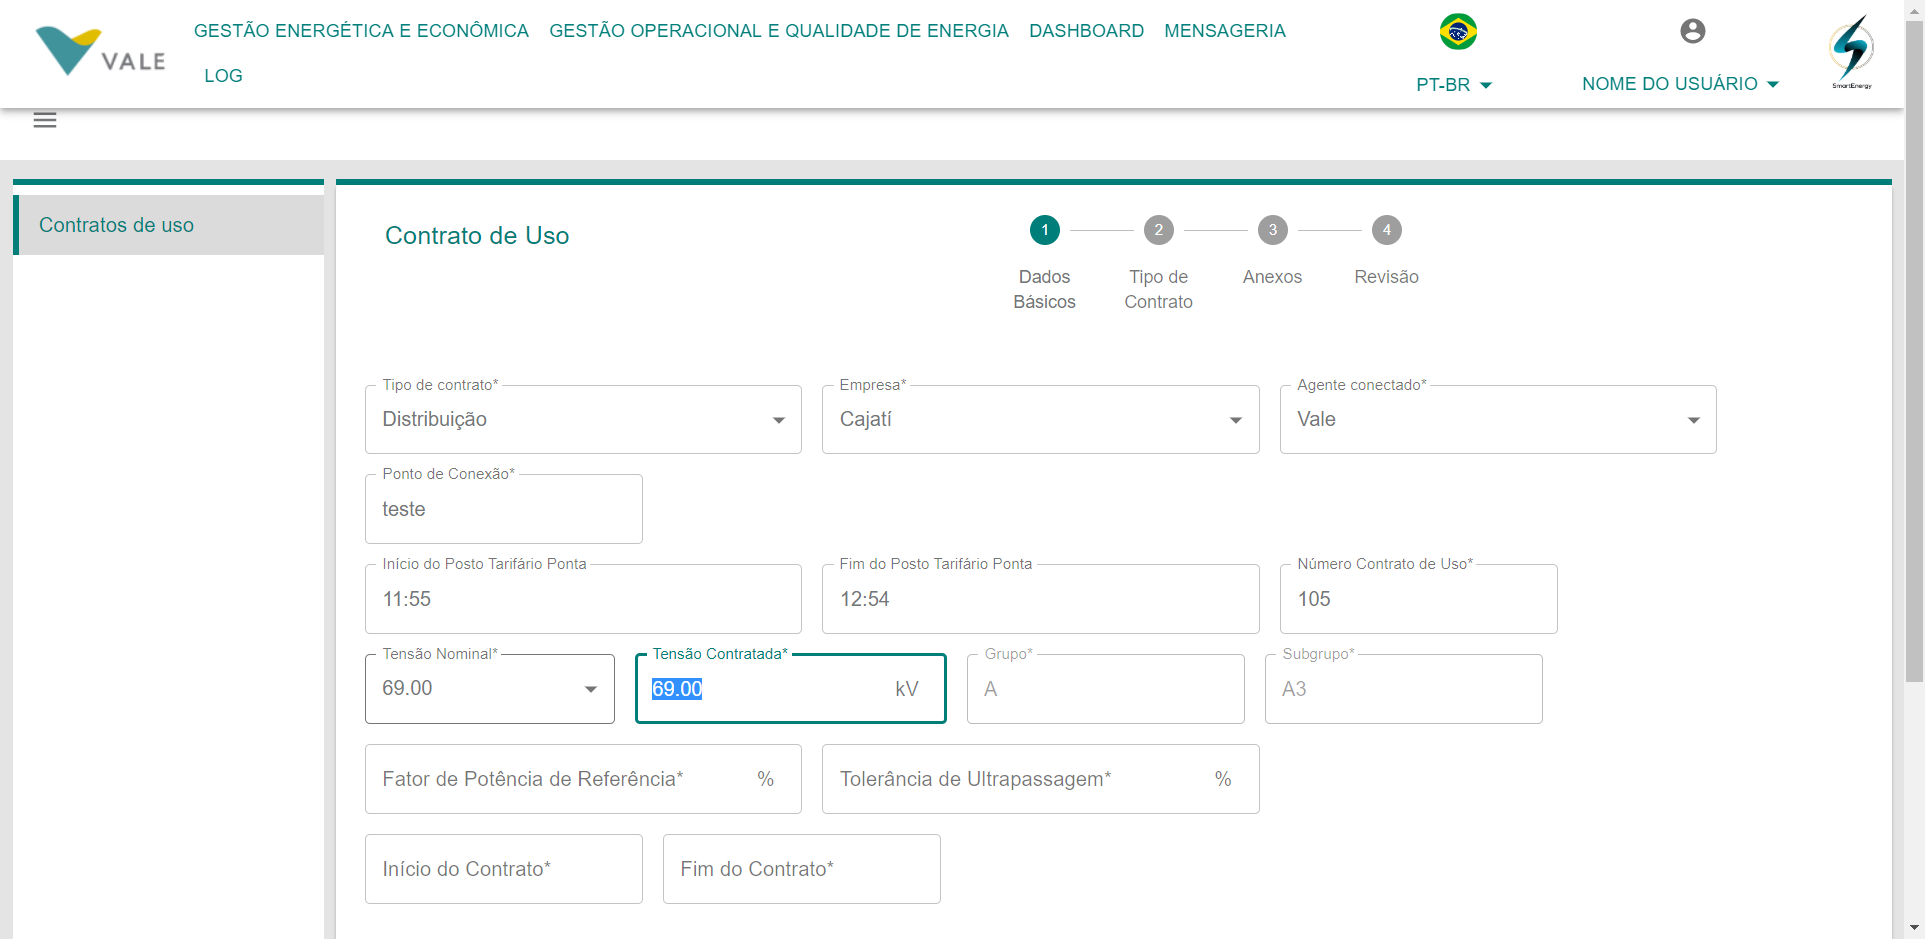 VALE
GESTÃO ENERGÉTICA E ECONÔMICA GESTÃO OPERACIONAL E QUALIDADE DE ENERGIA DASHBOARD MENSAGERIA
LOG
PT-BR
NOME DO USUÁRIO
SmartEnergy
Contratos de uso
Contrato de Uso
1 2 3 4
Dados Básicos
Tipo de Contrato
Anexos
Revisão
Tipo de contrato*
Distribuição
Empresa*
Cajatí
Agente conectado*
Vale
Ponto de Conexão*
teste
Início do Posto Tarifário Ponta
11:55
Fim do Posto Tarifário Ponta
12:54
Número Contrato de Uso*
105
Tensão Nominal*
69.00
Tensão Contratada*
69.00 kV
Grupo*
A
Subgrupo*
A3
Fator de Potência de Referência* %
Tolerância de Ultrapassagem* %
Início do Contrato*
Fim do Contrato*